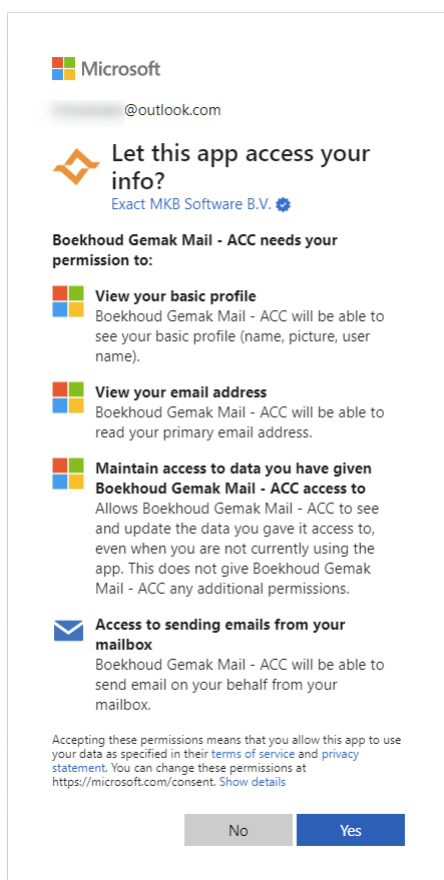 Microsoft
@outlook.com
Let this app access your
info?
Exact MKB Software B.V.
Boekhoud Gemak Mail - ACC needs your
permission to:
View your basic profile
Boekhoud Gemak Mail - ACC will be able to
see your basic profile (name, picture, user
name).
View your email address
Boekhoud Gemak Mail - ACC will be able to
read your primary email address.
Maintain access to data you have given
Boekhoud Gemak Mail - ACC access to
Allows Boekhoud Gemak Mail - ACC to see
and update the data you gave it access to,
even when you are not currently using the
app. This does not give Boekhoud Gemak
Mail - ACC any additional permissions.
Access to sending emails from your
mailbox
Boekhoud Gemak Mail - ACC will be able to
send email on your behalf from your
mailbox.
Accepting these permissions means that you allow this app to use
your data as specified in their terms of service and privacy
statement. You can change these permissions at
https://microsoft.com/consent. Show details
No
Yes